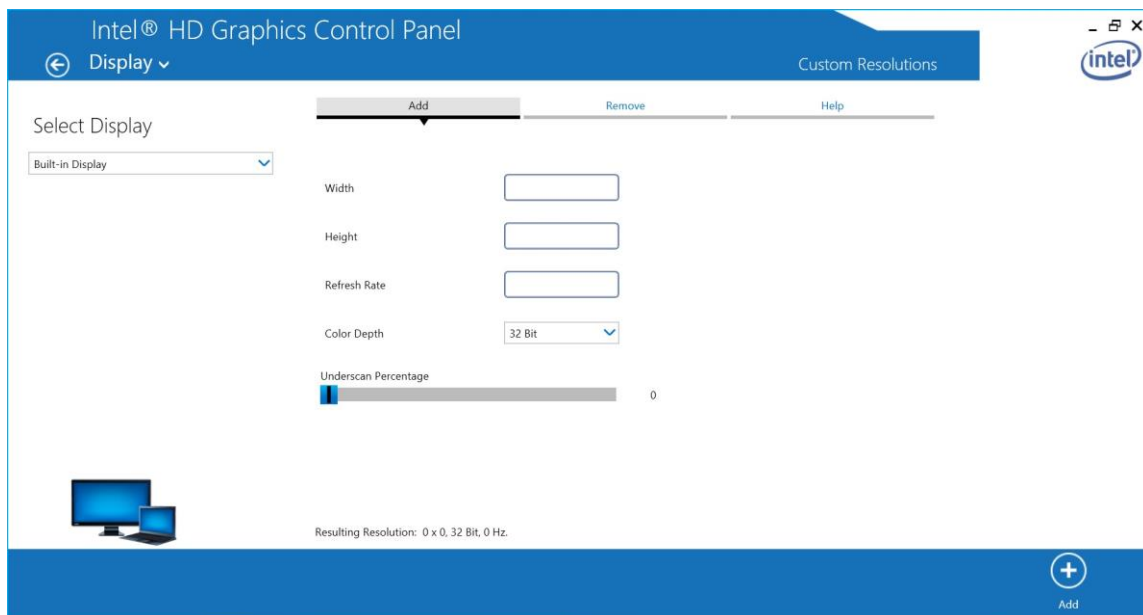 Intel® HD Graphics Control Panel
Display
Custom Resolutions
intel
Select Display
Built-in Display
Add
Remove
Help
Width
Height
Refresh Rate
Color Depth
32 Bit
Underscan Percentage
0
Resulting Resolution: 0 x 0, 32 Bit, 0 Hz.
Add